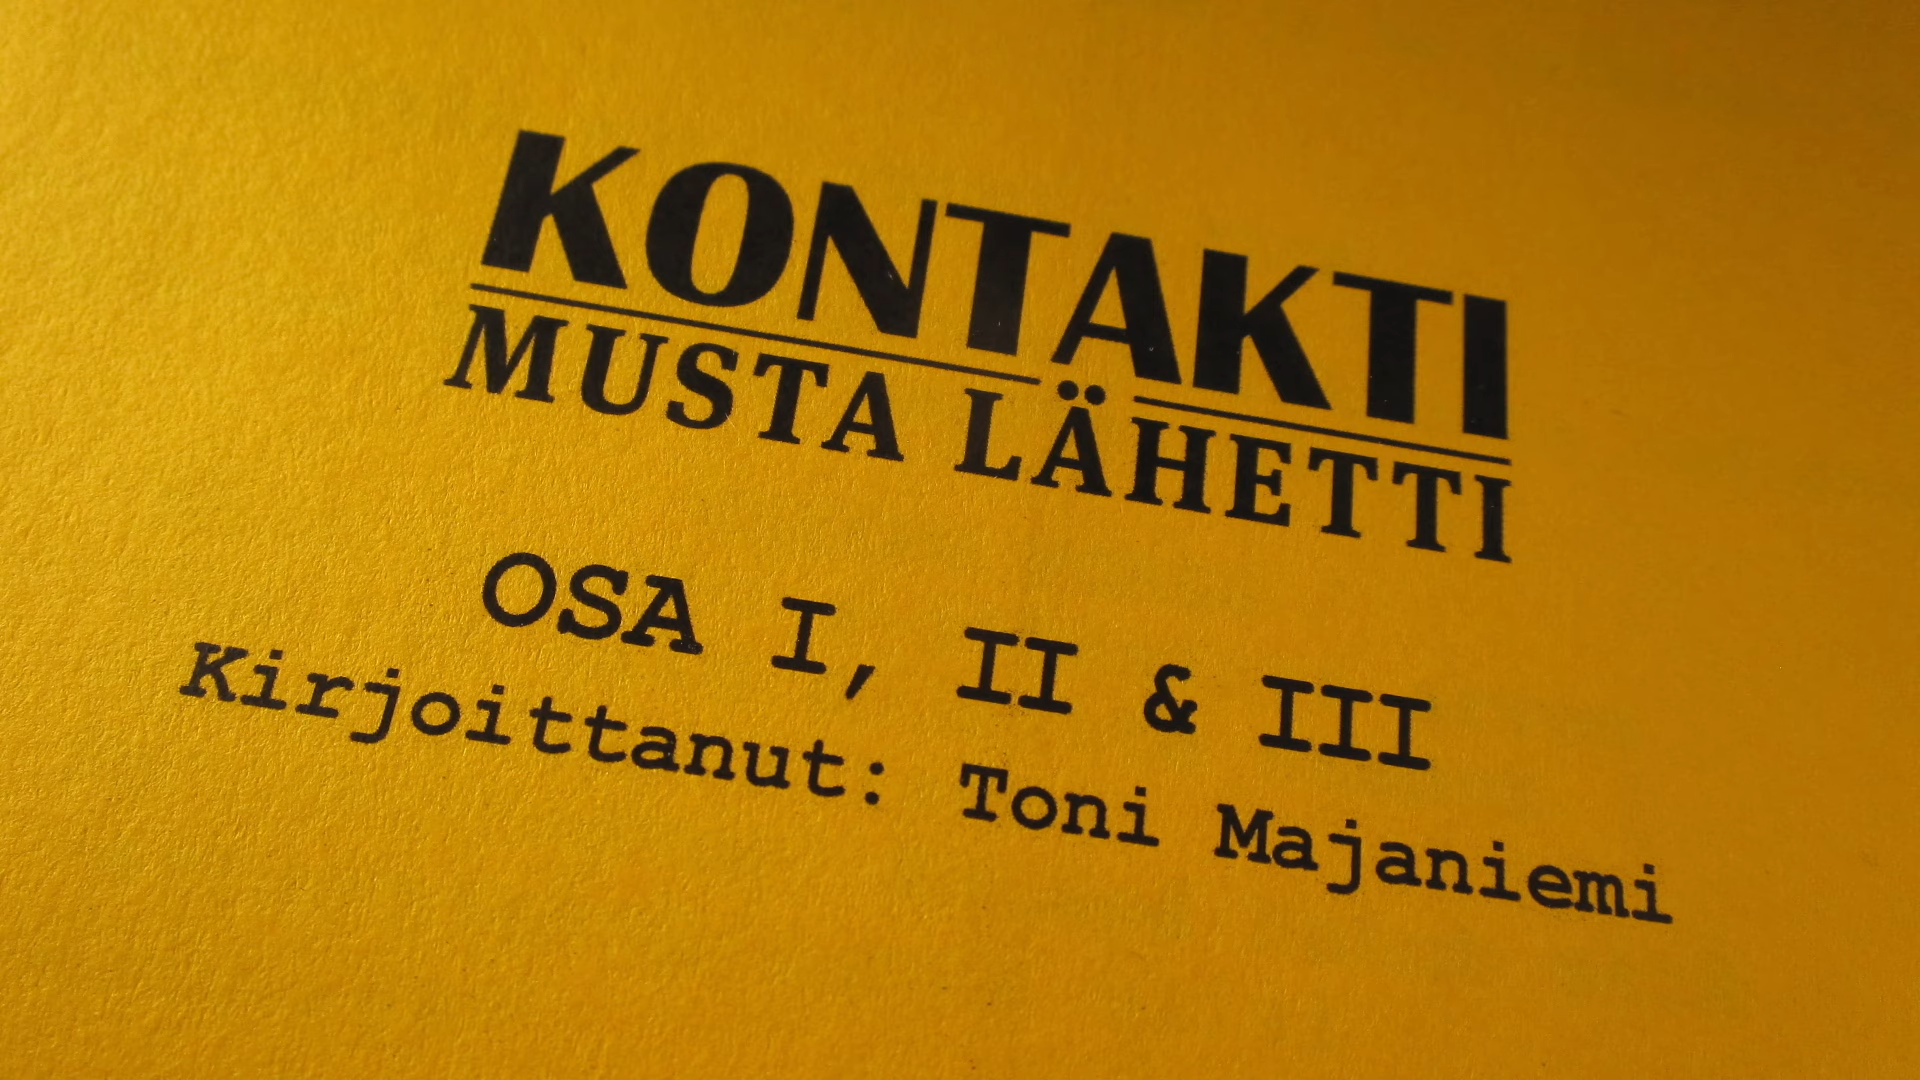 KONTAKTI
MUSTA LÄHETTI
OSA I, II & III
Kirjoittanut: Toni Majaniemi